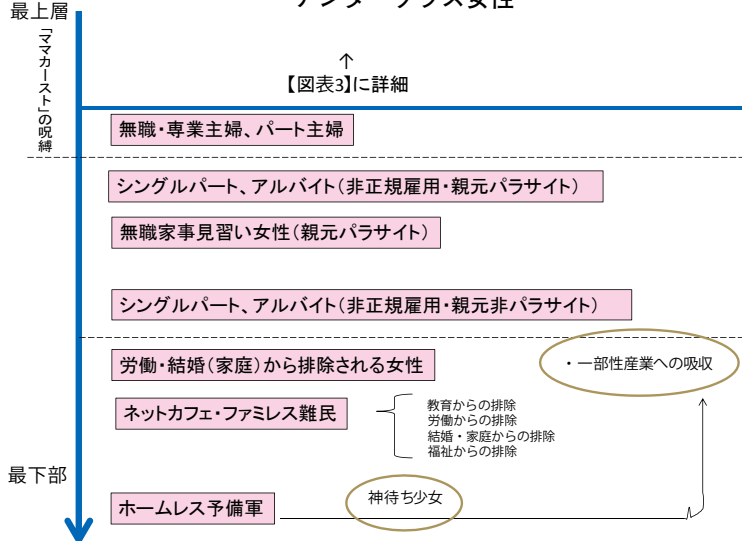 アンダークラス女性
最上層
「ママカースト」の呪縛
↑
【図表3】に詳細
無職・専業主婦、パート主婦
シングルパート、アルバイト(非正規雇用・親元パラサイト)
無職家事見習い女性(親元パラサイト)
シングルパート、アルバイト(非正規雇用・親元非パラサイト)
労働・結婚(家庭)から排除される女性
・一部性産業への吸収
ネットカフェ・ファミレス難民
教育からの排除
労働からの排除
結婚・家庭からの排除
福祉からの排除
最下部
神待ち少女
ホームレス予備軍